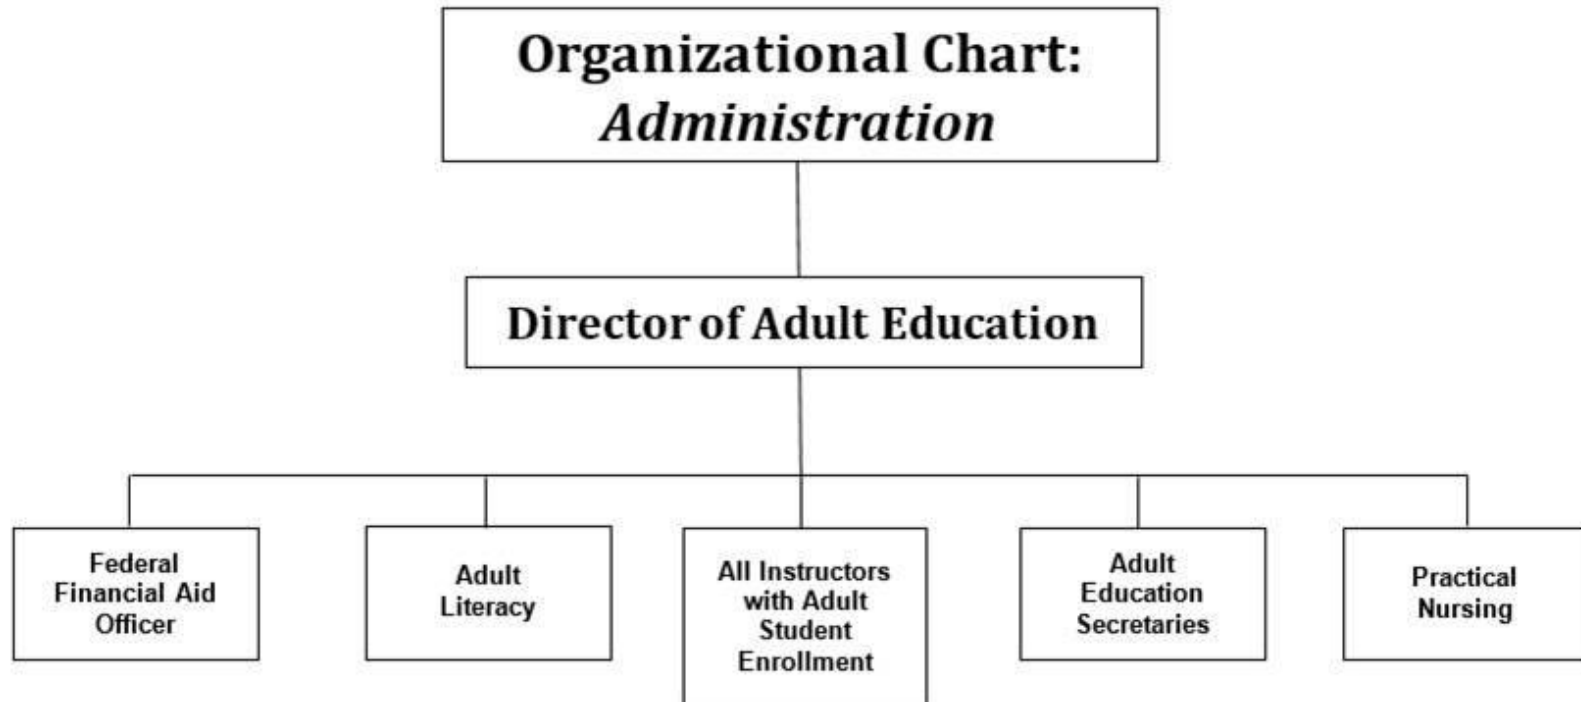 Organizational Chart:
Administration
Director of Adult Education
Federal
Financial Aid
Officer
Adult
Literacy
All Instructors
with Adult
Student
Enrollment
Adult
Education
Secretaries
Practical
Nursing